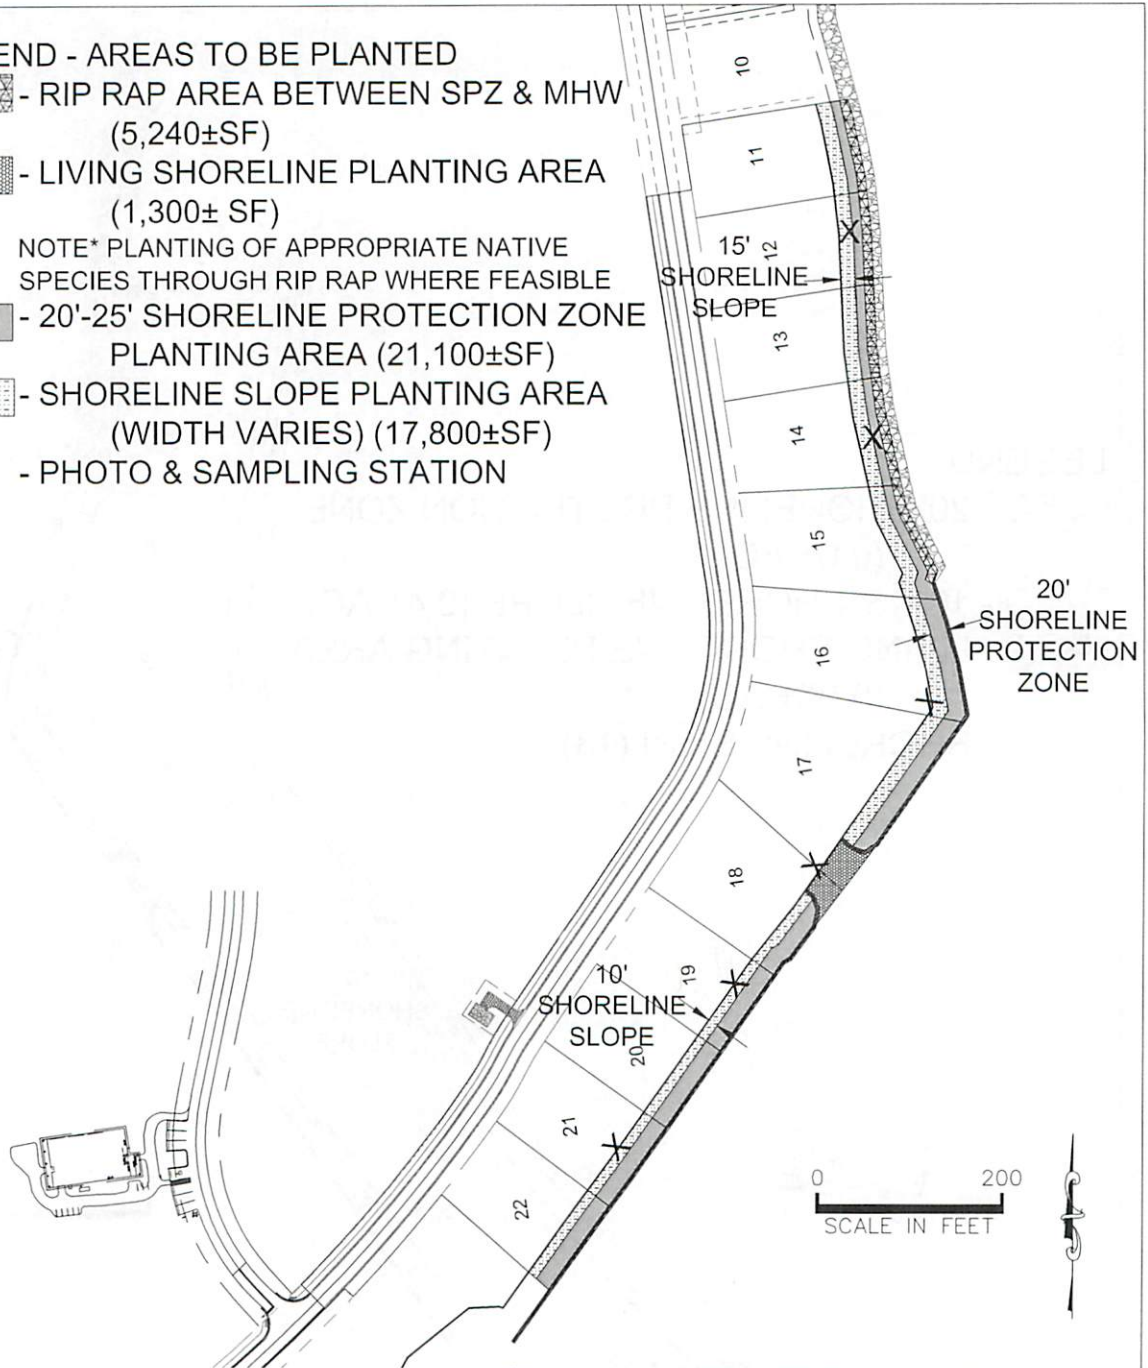 END - AREAS TO BE PLANTED
- RIP RAP AREA BETWEEN SPZ & MHW
(5,240±SF)
- LIVING SHORELINE PLANTING AREA
(1,300± SF)
NOTE* PLANTING OF APPROPRIATE NATIVE
SPECIES THROUGH RIP RAP WHERE FEASIBLE
- 20'-25' SHORELINE PROTECTION ZONE
PLANTING AREA (21,100±SF)
- SHORELINE SLOPE PLANTING AREA
(WIDTH VARIES) (17,800±SF)
- PHOTO & SAMPLING STATION
10
11
12
15'
SHORELINE
SLOPE
13
14
15
16
20'
SHORELINE
PROTECTION
ZONE
17
18
19
10'
SHORELINE
SLOPE
20
21
22
0 200
SCALE IN FEET